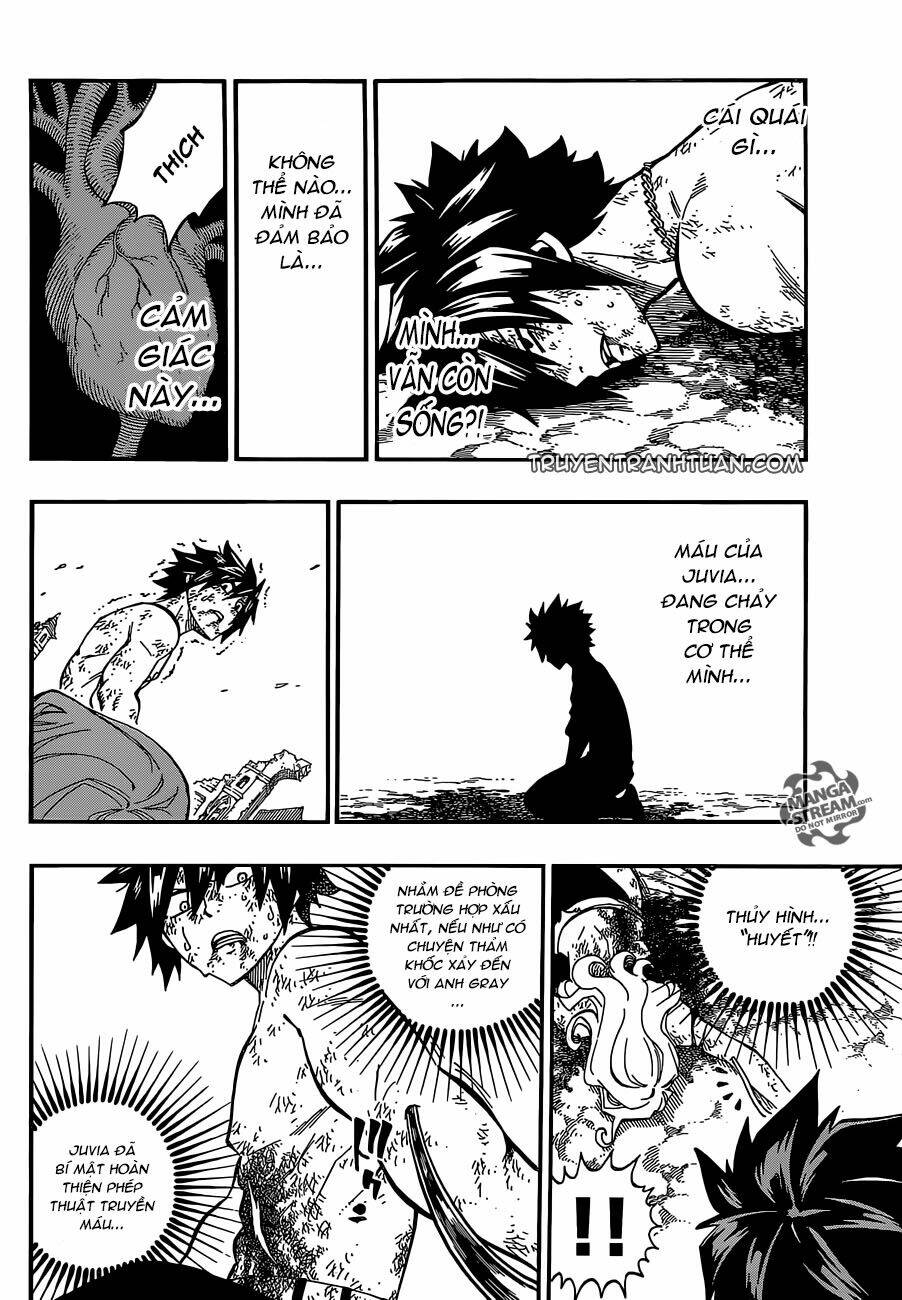 CÁI QUÁI
GÌ...
MÌNH...
VẪN CÒN
SỐNG?!
TRUYENTRANHTUAN.COM
KHÔNG
THỂ NÀO...
MÌNH ĐÃ
ĐẢM BẢO
LÀ...
THỊCH
CẢM
GIÁC
NÀY...
MÁU CỦA
JUVIA...
ĐANG CHẢY
TRONG
CƠ THỂ
MÌNH...
MANGA
STREAM.com
DO NOT MIRROR!
THỦY HÌNH...
"HUYẾT"!!
!!
!!
NHẰM ĐỀ PHÒNG
TRƯỜNG HỢP XẤU
NHẤT, NẾU NHƯ CÓ
CHUYỆN THẢM
KHỐC XẢY ĐẾN
VỚI ANH GRAY
...
JUVIA ĐÃ
BÍ MẬT HOÀN
THIỆN PHÉP
THUẬT TRUYỀN
MÁU...